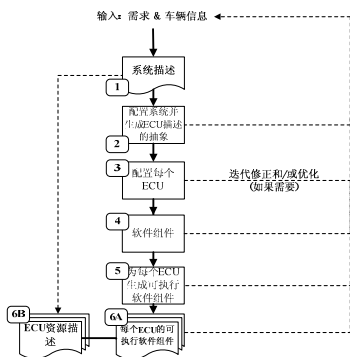 输入：需求 & 车辆信息
系统描述
1
配置系统并
生成ECU描述
的抽象
2
3
配置每个
ECU
迭代修正和/或优化
(如果需要)
4
软件组件
5
为每个ECU
生成可执行
软件组件
6B
ECU资源描
述
6A
每个ECU的可
执行软件组件